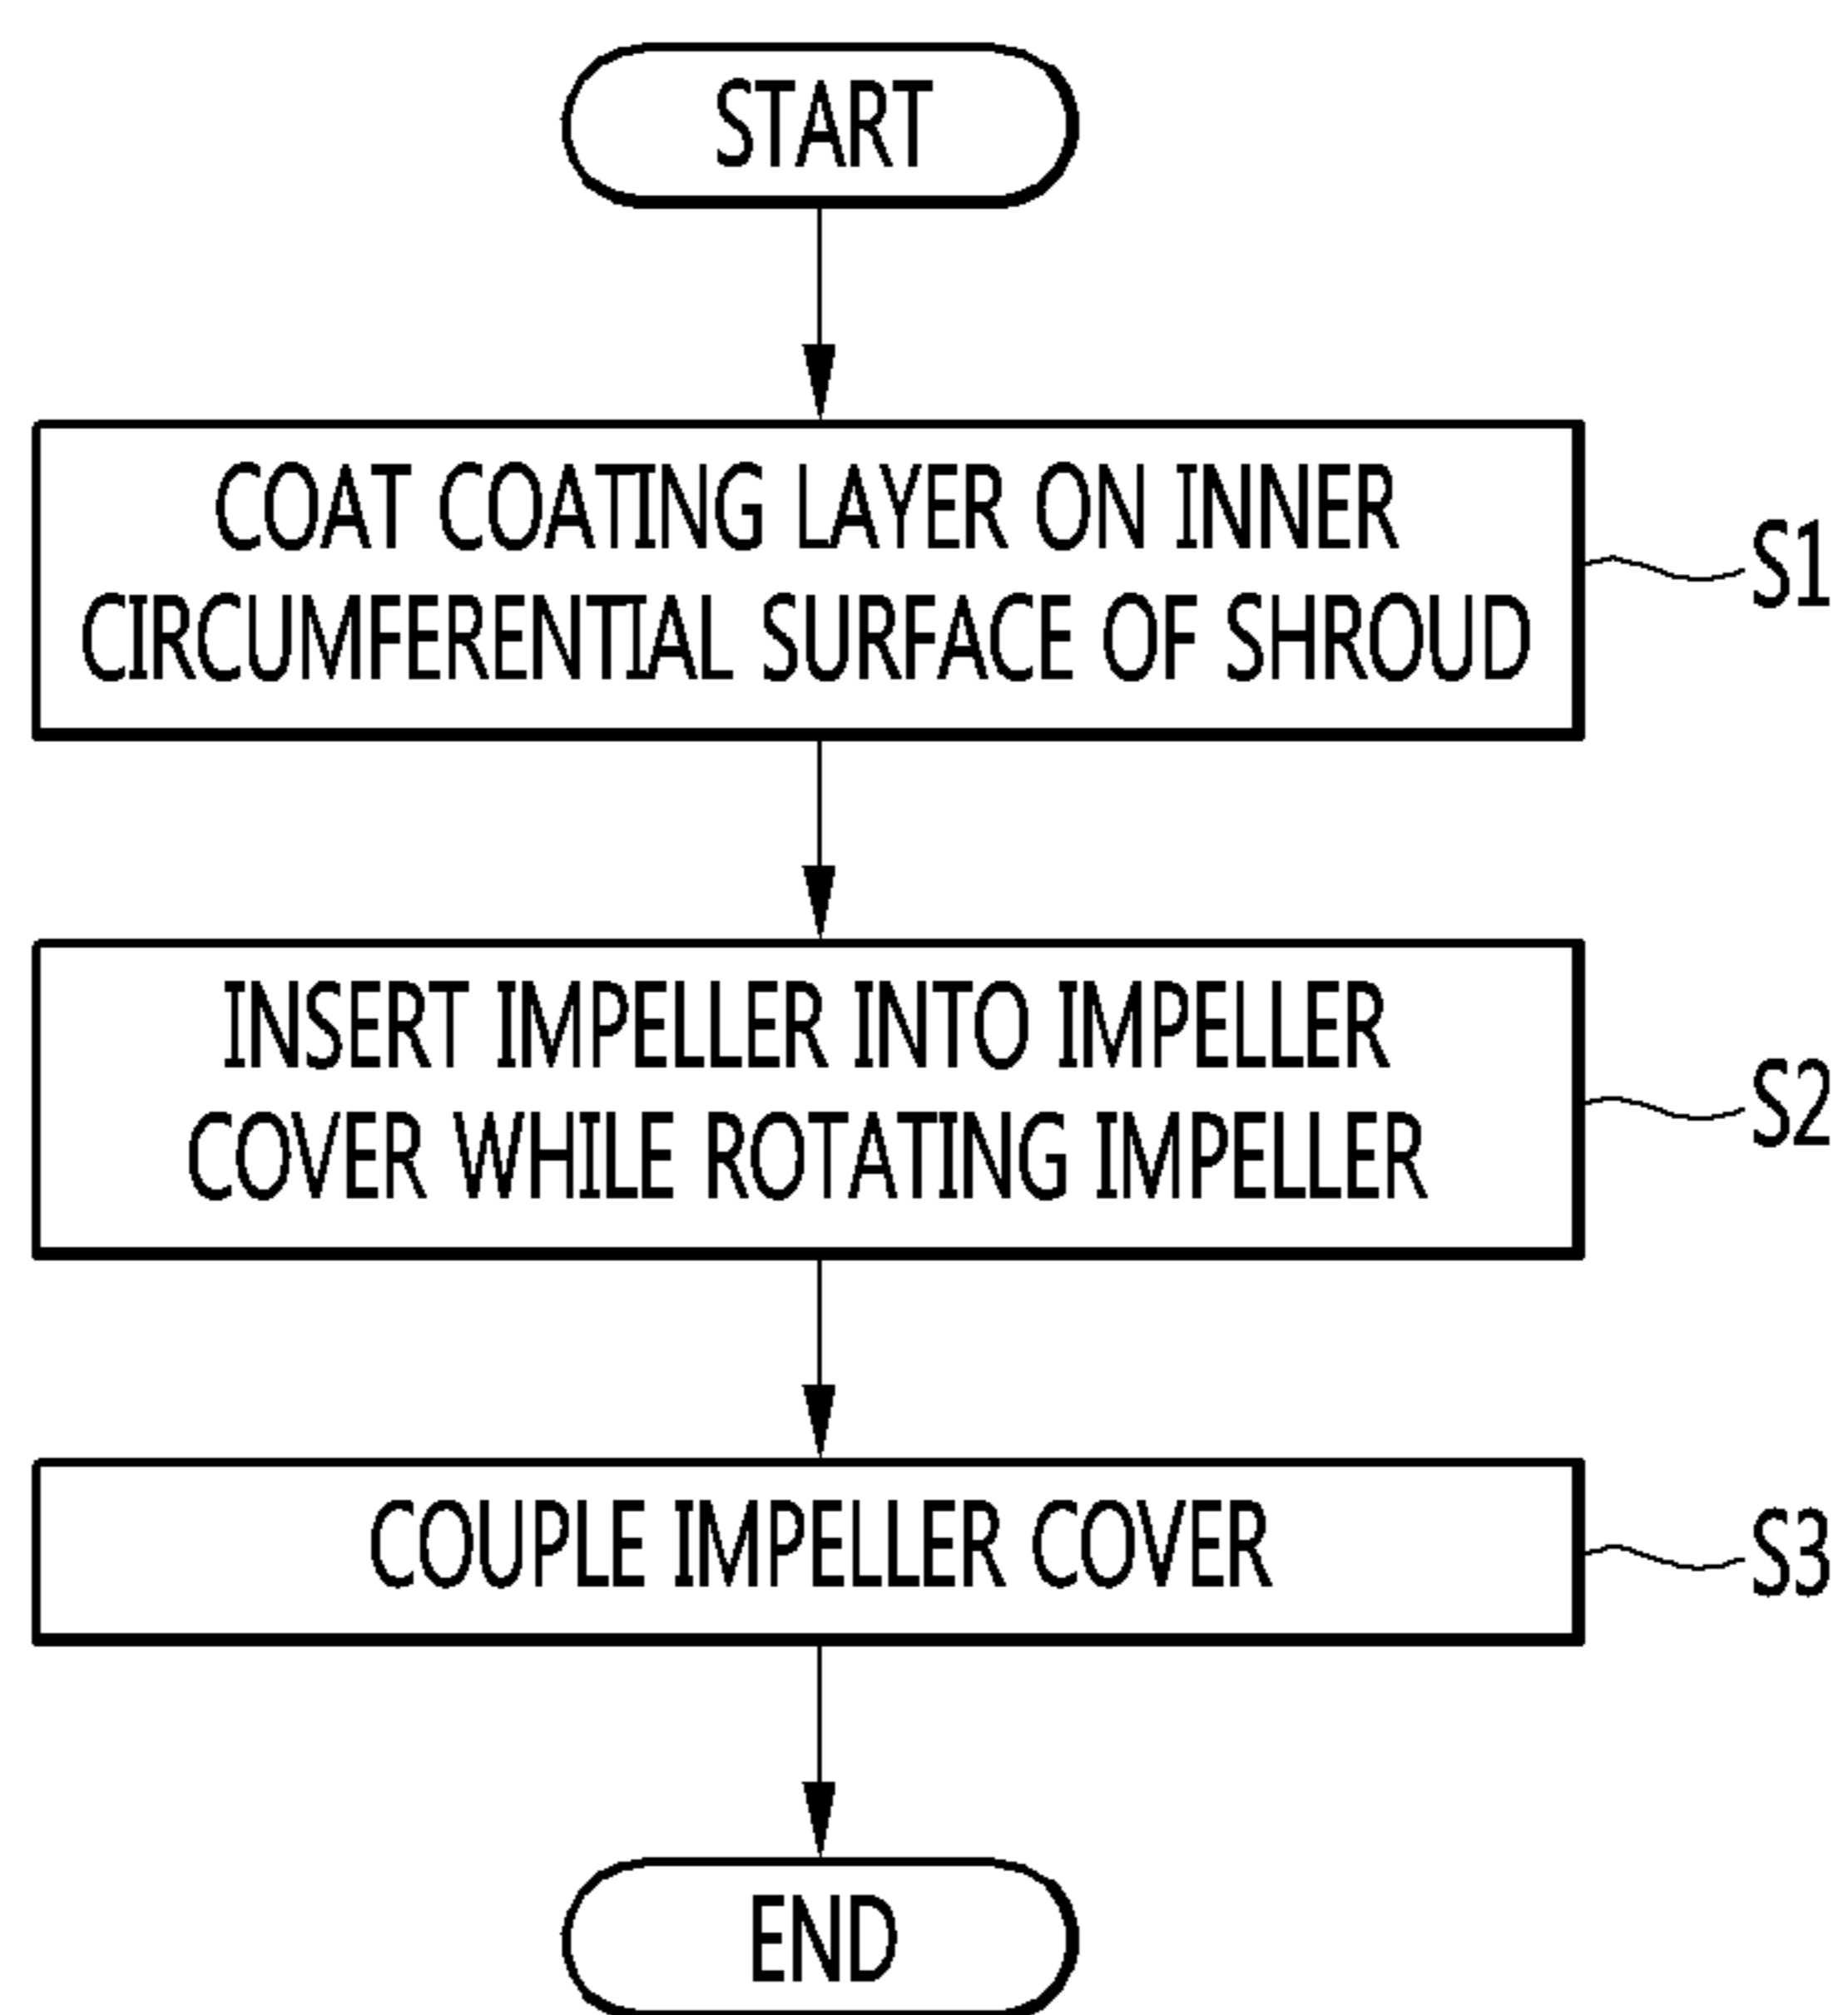 START
COAT COATING LAYER ON INNER
CIRCUMFERENTIAL SURFACE OF SHROUD
S1
INSERT IMPELLER INTO IMPELLER
COVER WHILE ROTATING IMPELLER
S2
COUPLE IMPELLER COVER
S3
END